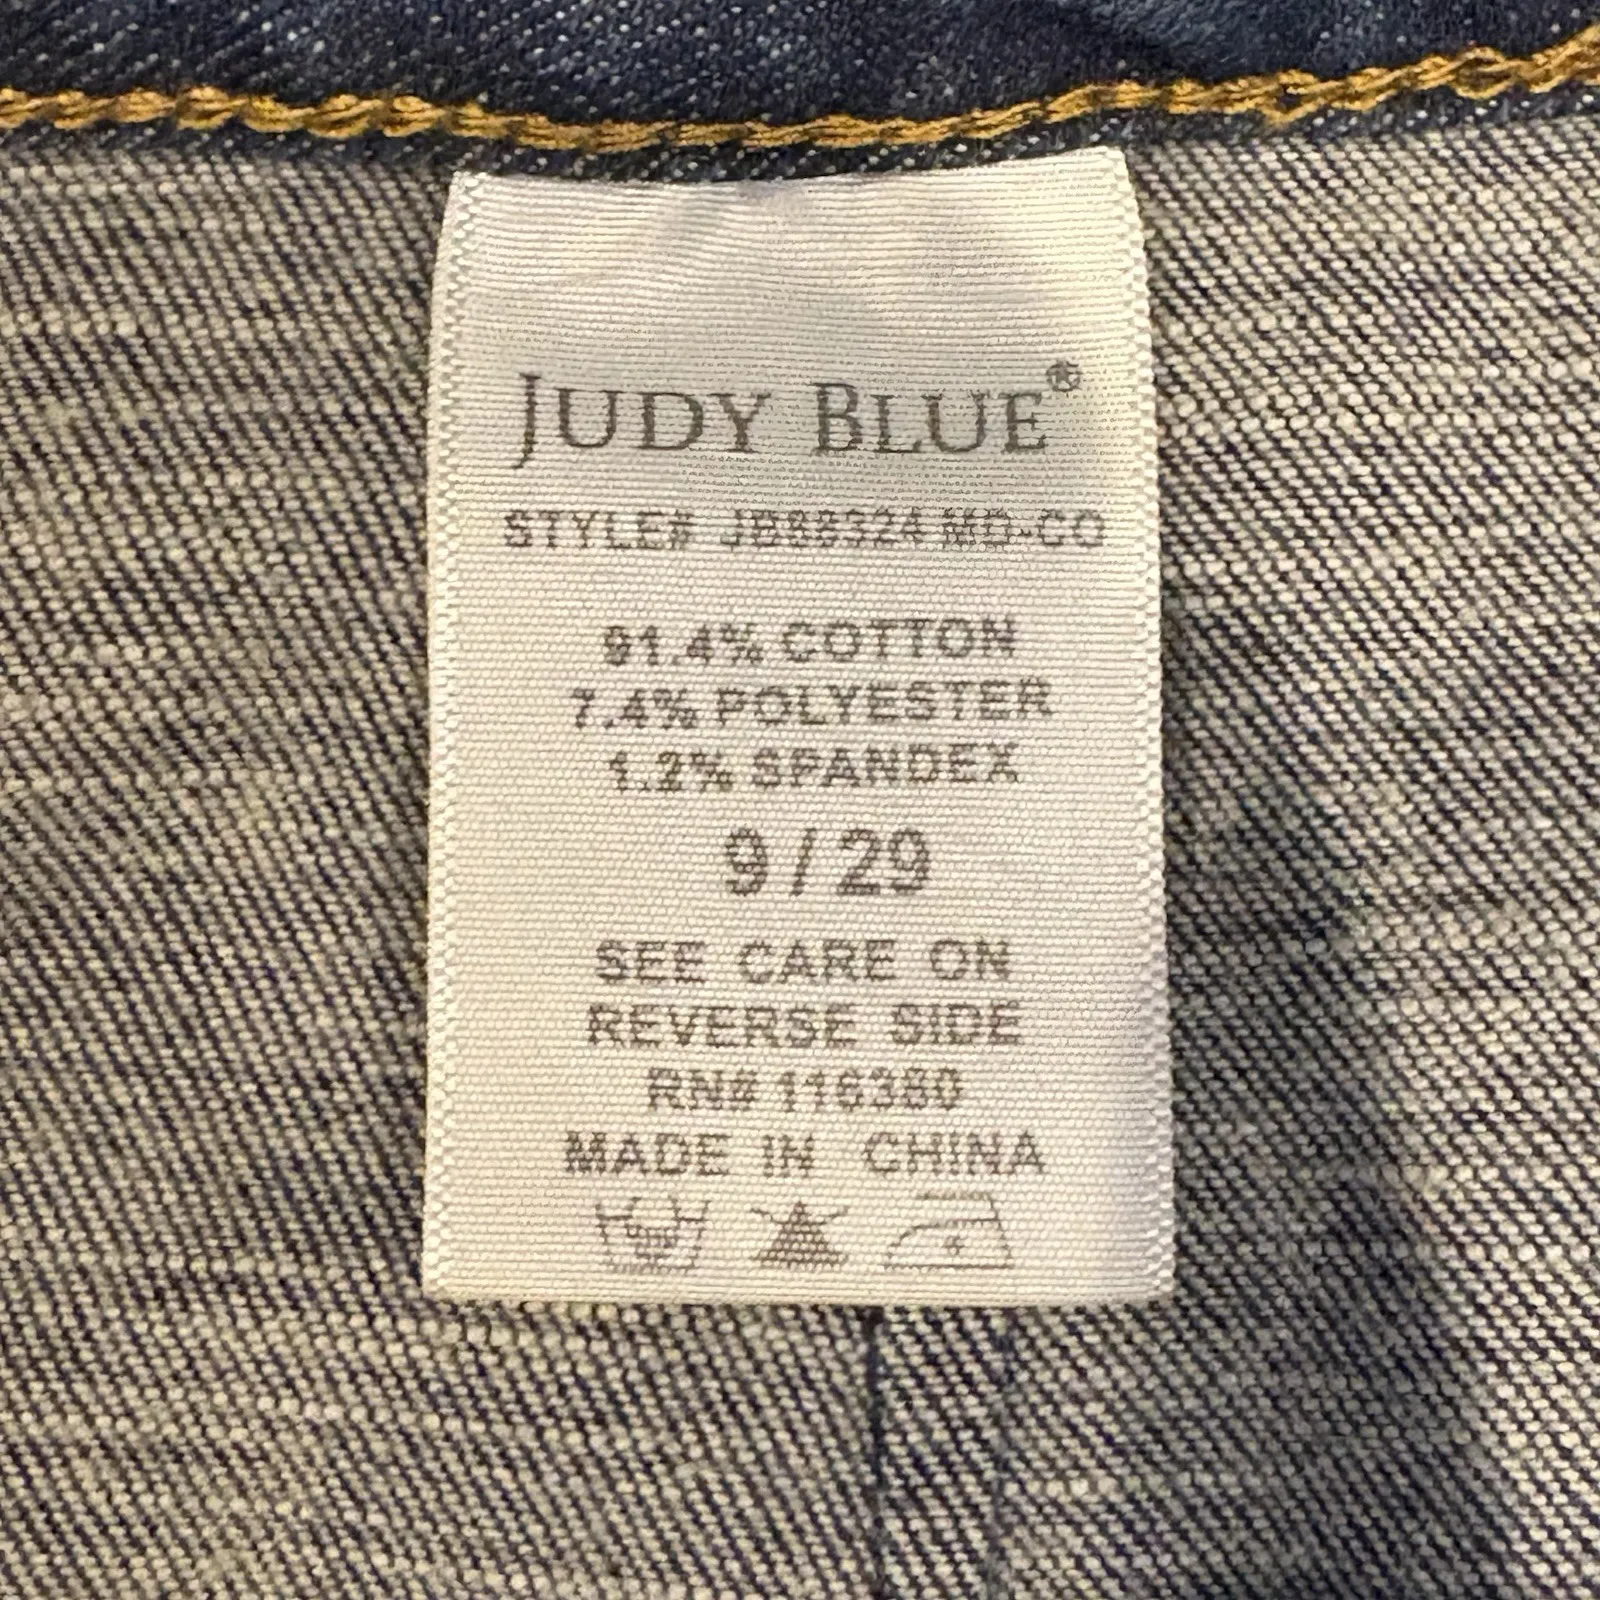 JUDY BLUE®
STYLE# JB88324 MD-CO
91.4% COTTON
7.4% POLYESTER
1.2% SPANDEX
9 / 29
SEE CARE ON
REVERSE SIDE
RN# 116380
MADE IN CHINA